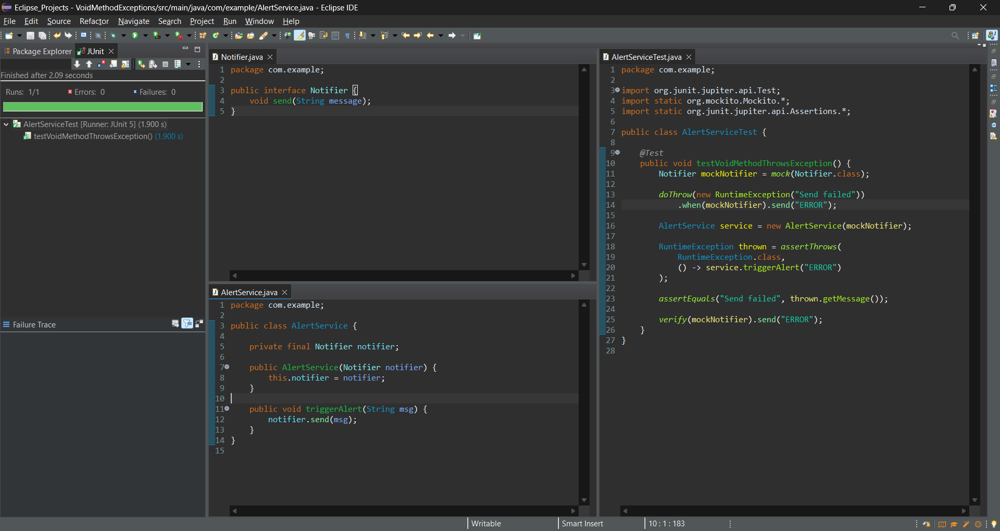 Eclipse_Projects - VoidMethodExceptions/src/main/java/com/example/AlertService.java - Eclipse IDE
File Edit Source Refactor Navigate Search Project Run Window Help
Package Explorer JUnit
Finished after 2.09 seconds
Runs: 1/1 Errors: 0 Failures: 0
AlertServiceTest [Runner: JUnit 5] (1.900 s)
testVoidMethodThrowsException() (1.900 s)
Failure Trace
Notifier.java
1 package com.example;
2
3 public interface Notifier {
4 void send(String message);
5 }
AlertService.java
1 package com.example;
2
3 public class AlertService {
4
5 private final Notifier notifier;
6
7 public AlertService(Notifier notifier) {
8 this.notifier = notifier;
9 }
10
11 public void triggerAlert(String msg) {
12 notifier.send(msg);
13 }
14 }
15
AlertServiceTest.java
1 package com.example;
2
3 import org.junit.jupiter.api.Test;
4 import static org.mockito.Mockito.*;
5 import static org.junit.jupiter.api.Assertions.*;
6
7 public class AlertServiceTest {
8
9 @Test
10 public void testVoidMethodThrowsException() {
11 Notifier mockNotifier = mock(Notifier.class);
12
13 doThrow(new RuntimeException("Send failed"))
14 .when(mockNotifier).send("ERROR");
15
16 AlertService service = new AlertService(mockNotifier);
17
18 RuntimeException thrown = assertThrows(
19 RuntimeException.class,
20 () -> service.triggerAlert("ERROR")
21 );
22
23 assertEquals("Send failed", thrown.getMessage());
24
25 verify(mockNotifier).send("ERROR");
26 }
27 }
28
Writable Smart Insert 10 : 1 : 183